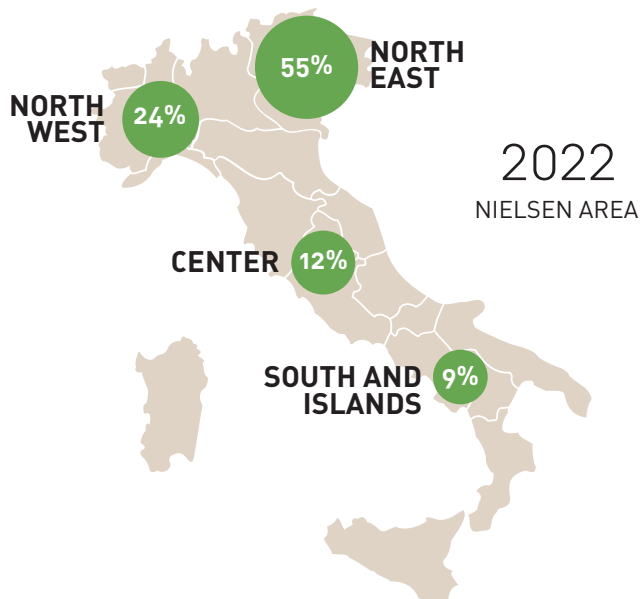 55%
NORTH
EAST
NORTH
WEST
24%
2022
NIELSEN AREA
CENTER
12%
SOUTH AND
ISLANDS
9%